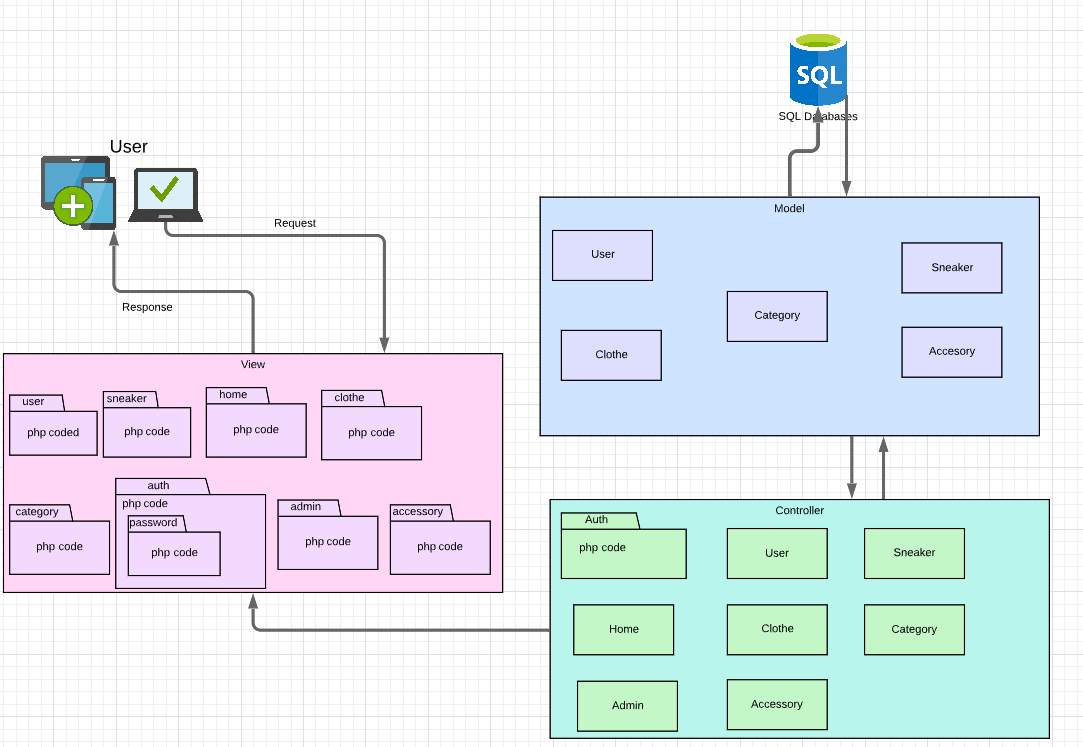 SQL
SQL Databases
User
Request
Response
Model
User
Sneaker
Category
Clothe
Accesory
View
user
php coded
sneaker
php code
home
php code
clothe
php code
category
php code
auth
php code
password
php code
admin
php code
accessory
php code
Controller
Auth
php code
User
Sneaker
Home
Clothe
Category
Admin
Accessory